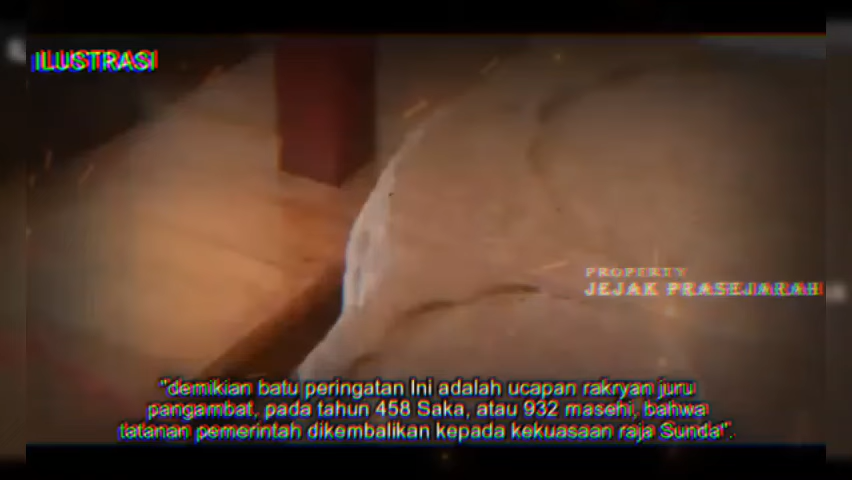 ILUSTRASI
PROPERTY
JEJAK PRASEJARAH
"demikian batu peringatan Ini adalah ucapan rakryan juru
pangambat, pada tahun 458 Saka, atau 932 masehi, bahwa
tatanan pemerintah dikembalikan kepada kekuasaan raja Sunda".